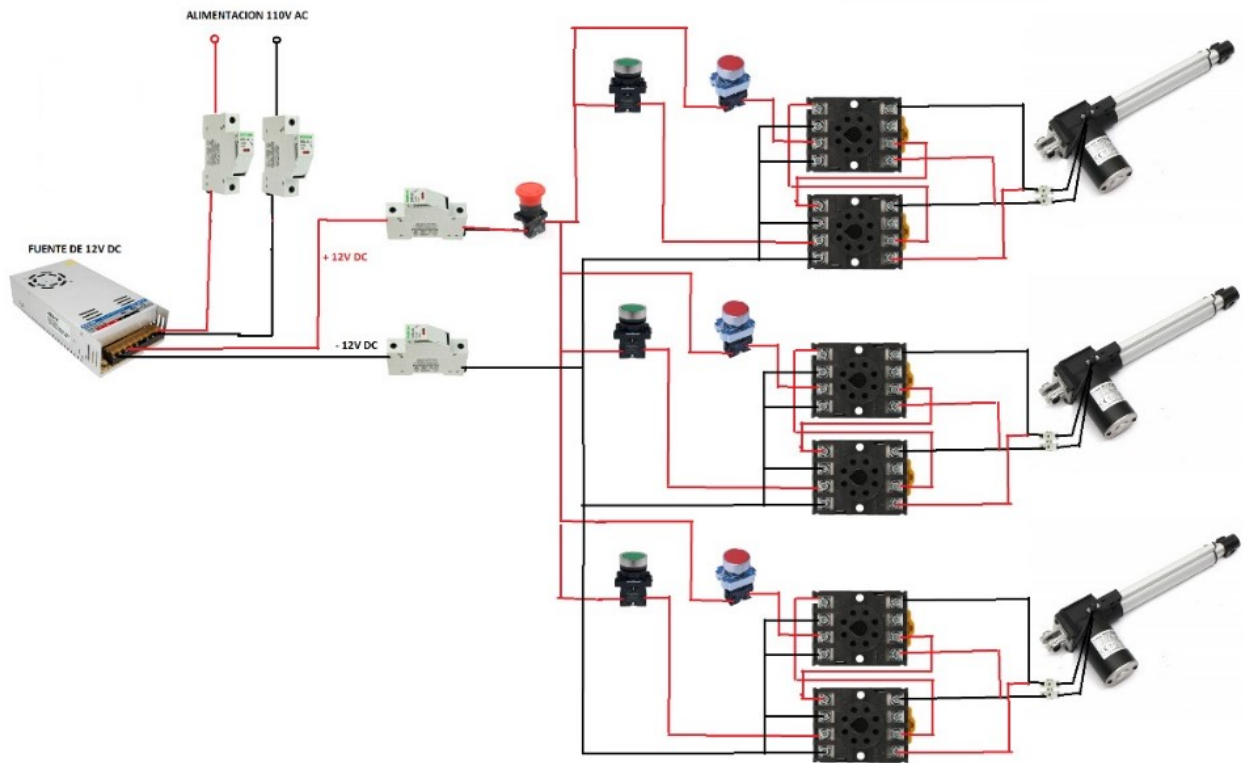 ALIMENTACION 110V AC
FUENTE DE 12V DC
+ 12V DC
- 12V DC